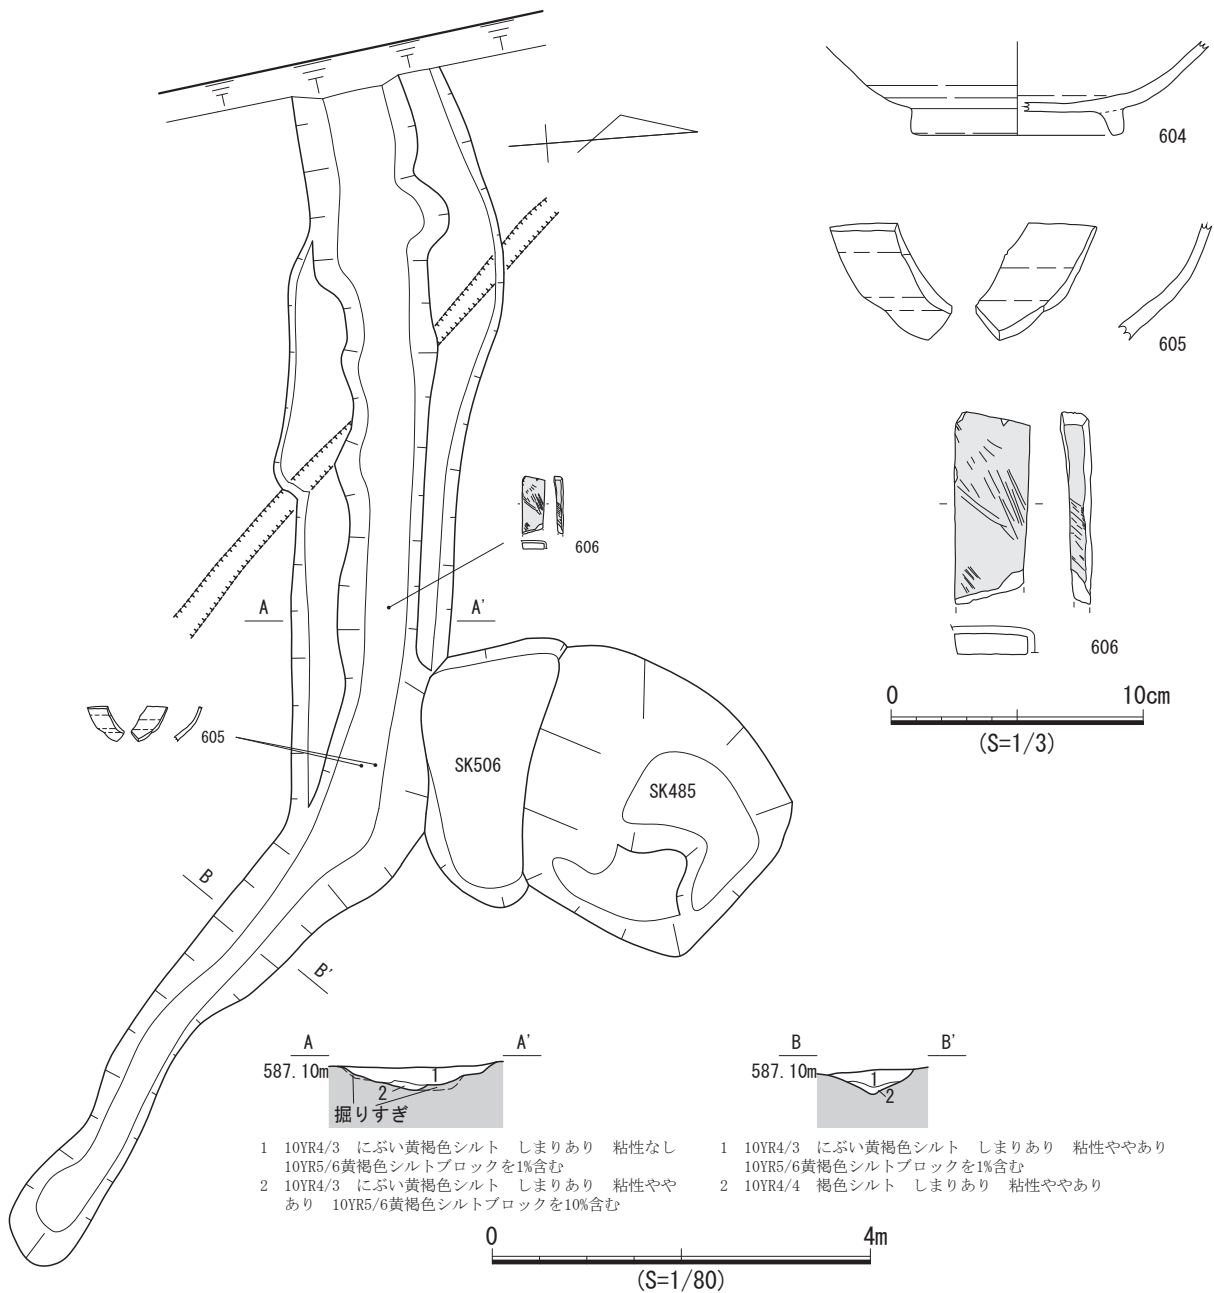 604
605
606
606
0 10cm
(S=1/3)
A A'
605
SK506
SK485
B
B'
A A'
587.10m
1
2
掘りすぎ
B B'
587.10m
1
2
1 10YR4/3 にぶい黄褐色シルト しまりあり 粘性なし
10YR5/6黄褐色シルトブロックを1%含む
2 10YR4/3 にぶい黄褐色シルト しまりあり 粘性やや
あり 10YR5/6黄褐色シルトブロックを10%含む
1 10YR4/3 にぶい黄褐色シルト しまりあり 粘性ややあり
10YR5/6黄褐色シルトブロックを1%含む
2 10YR4/4 褐色シルト しまりあり 粘性ややあり
0 4m
(S=1/80)